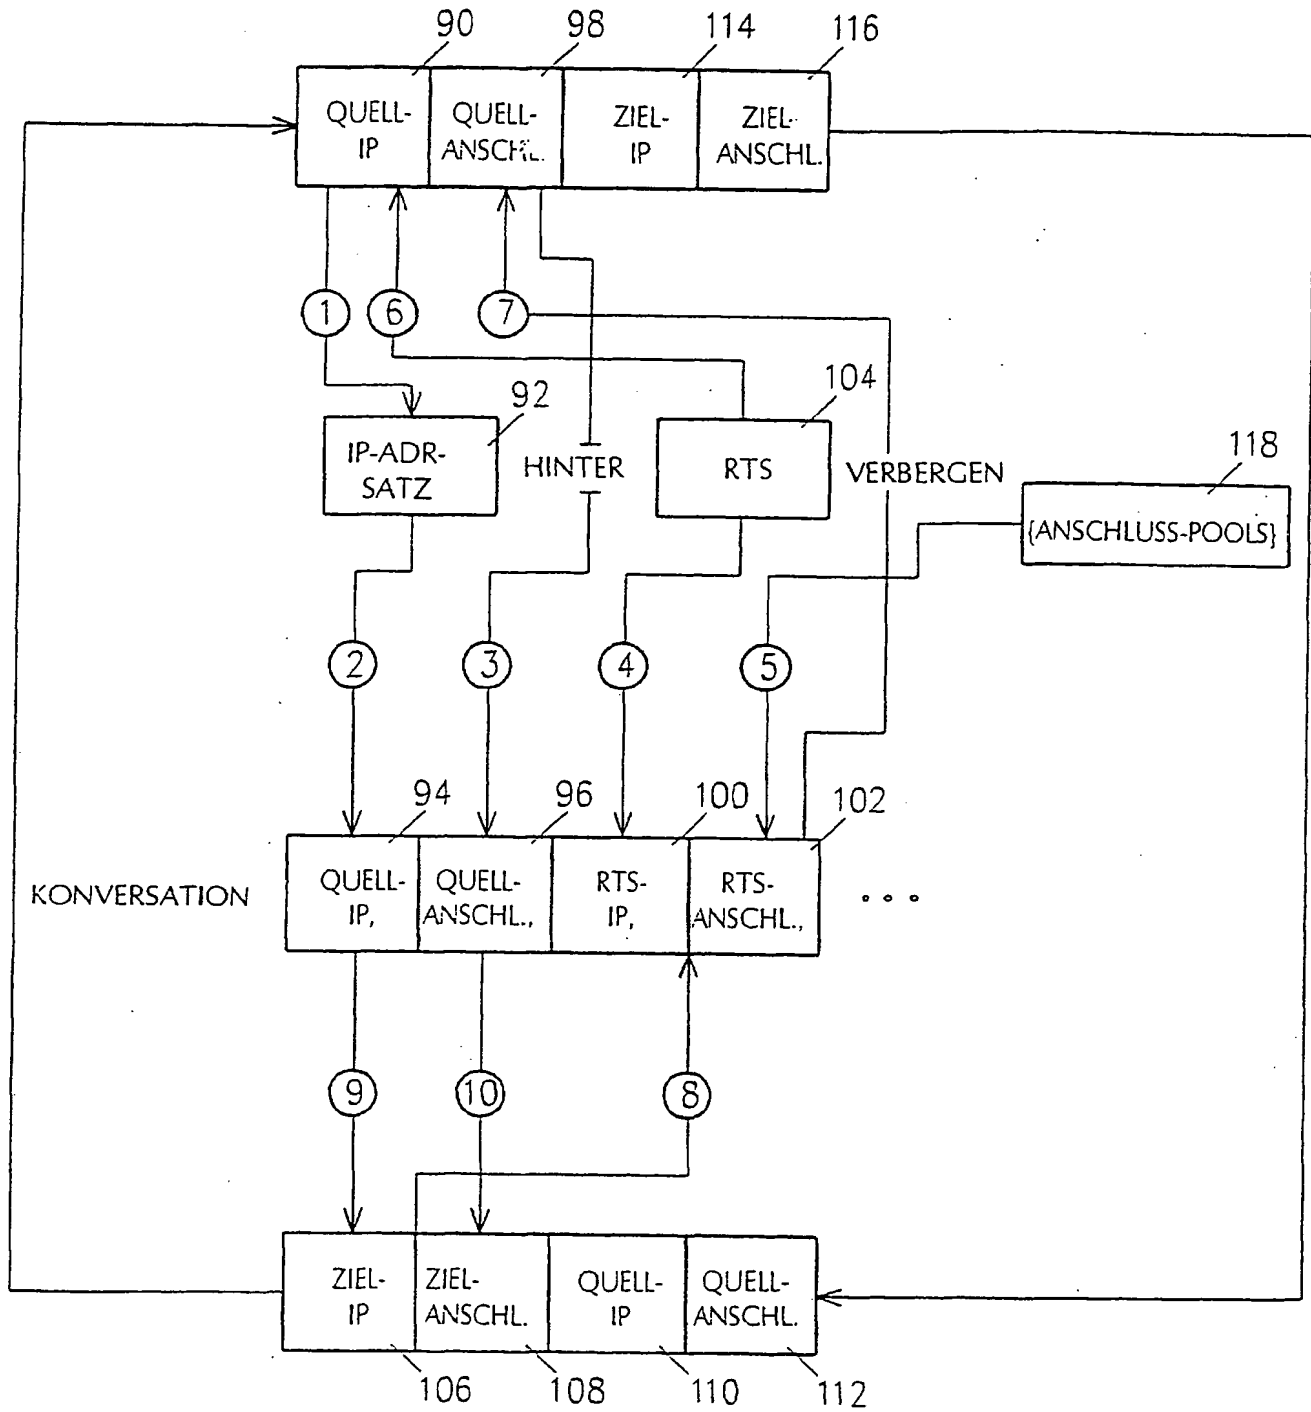 90
98
114
116
QUELL-
IP
QUELL-
ANSCHL.
ZIEL-
IP
ZIEL-
ANSCHL.
1
6
7
92
104
118
IP-ADR-
SATZ
HINTER
RTS
VERBERGEN
{ANSCHLUSS-POOLS}
2
3
4
5
94
96
100
102
KONVERSATION
QUELL-
IP,
QUELL-
ANSCHL.,
RTS-
IP,
RTS-
ANSCHL.,
...
9
10
8
ZIEL-
IP
ZIEL-
ANSCHL.
QUELL-
IP
QUELL-
ANSCHL.
106
108
110
112